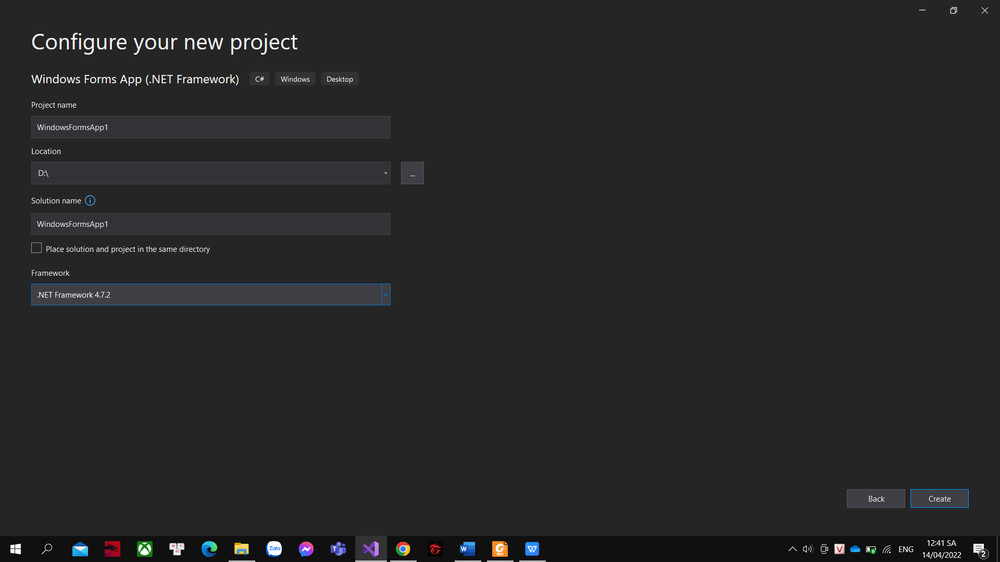 Configure your new project
Windows Forms App (.NET Framework) C# Windows Desktop
Project name
WindowsFormsApp1
Location
D:\
...
Solution name
WindowsFormsApp1
Place solution and project in the same directory
Framework
.NET Framework 4.7.2
Back Create
Zalo
PDF
ENG
12:41 SA
14/04/2022
2